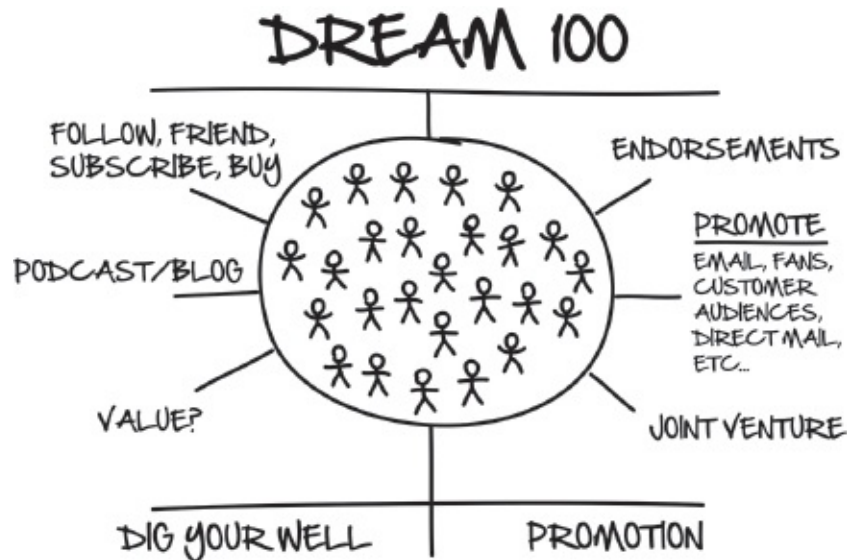 DREAM 100
FOLLOW, FRIEND,
SUBSCRIBE, BUY
PODCAST/BLOG
VALUE?
ENDORSEMENTS
PROMOTE
EMAIL, FANS,
CUSTOMER
AUDIENCES,
DIRECT MAIL,
ETC...
JOINT VENTURE
DIG YOUR WELL
PROMOTION